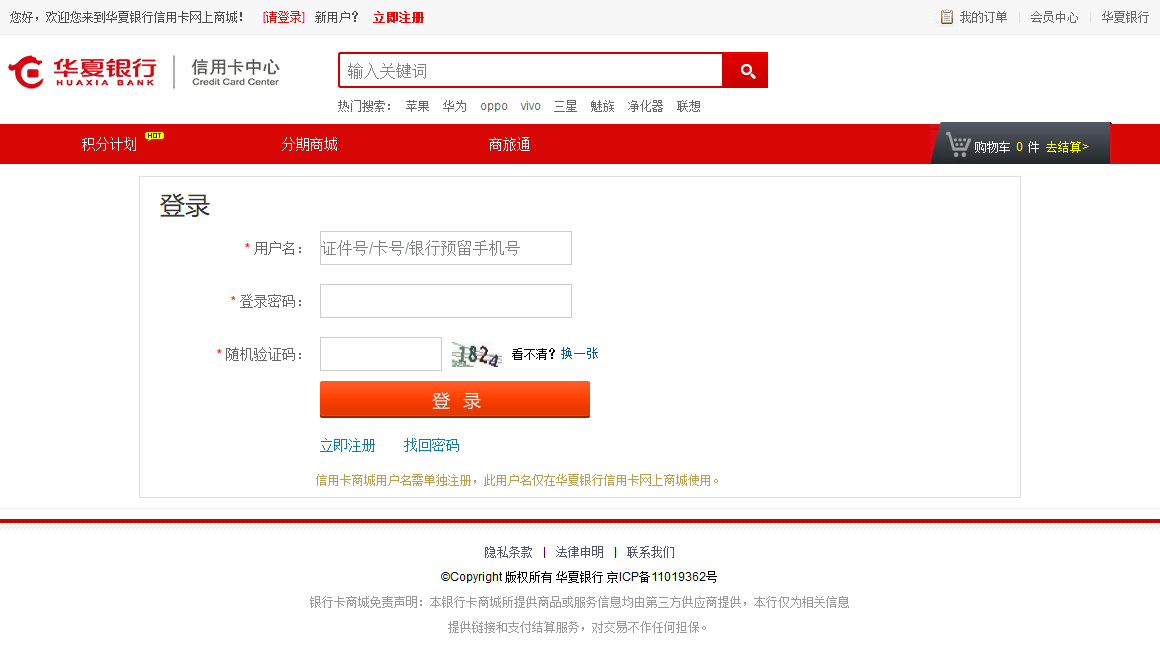 您好，欢迎您来到华夏银行信用卡网上商城！ [请登录] 新用户？ 立即注册 我的订单 会员中心 华夏银行
华夏银行 信用卡中心
HUAXIA BANK Credit Card Center
输入关键词
热门搜索： 苹果 华为 oppo vivo 三星 魅族 净化器 联想
积分计划 HOT 分期商城 商旅通 购物车 0 件 去结算>
登录
* 用户名： 证件号/卡号/银行预留手机号
* 登录密码：
* 随机验证码： 1824 看不清？ 换一张
登 录
立即注册 找回密码
信用卡商城用户名需单独注册，此用户名仅在华夏银行信用卡网上商城使用。
隐私条款 | 法律申明 | 联系我们
©Copyright 版权所有 华夏银行 京ICP备11019362号
银行卡商城免责声明：本银行卡商城所提供商品或服务信息均由第三方供应商提供，本行仅为相关信息
提供链接和支付结算服务，对交易不作任何担保。